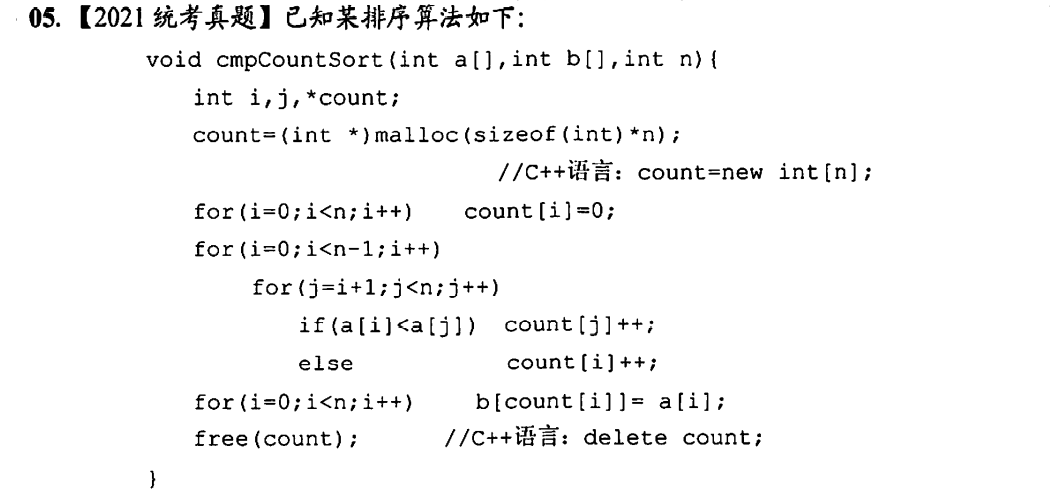 05.【2021 统考真题】已知某排序算法如下:
void cmpCountSort(int a[],int b[],int n){
int i,j,*count;
count=(int *)malloc(sizeof(int)*n);
//C++语言: count=new int[n];
for(i=0;i<n;i++) count[i]=0;
for(i=0;i<n-1;i++)
for(j=i+1;j<n;j++)
if(a[i]<a[j]) count[j]++;
else count[i]++;
for(i=0;i<n;i++) b[count[i]]= a[i];
free(count); //C++语言: delete count;
}